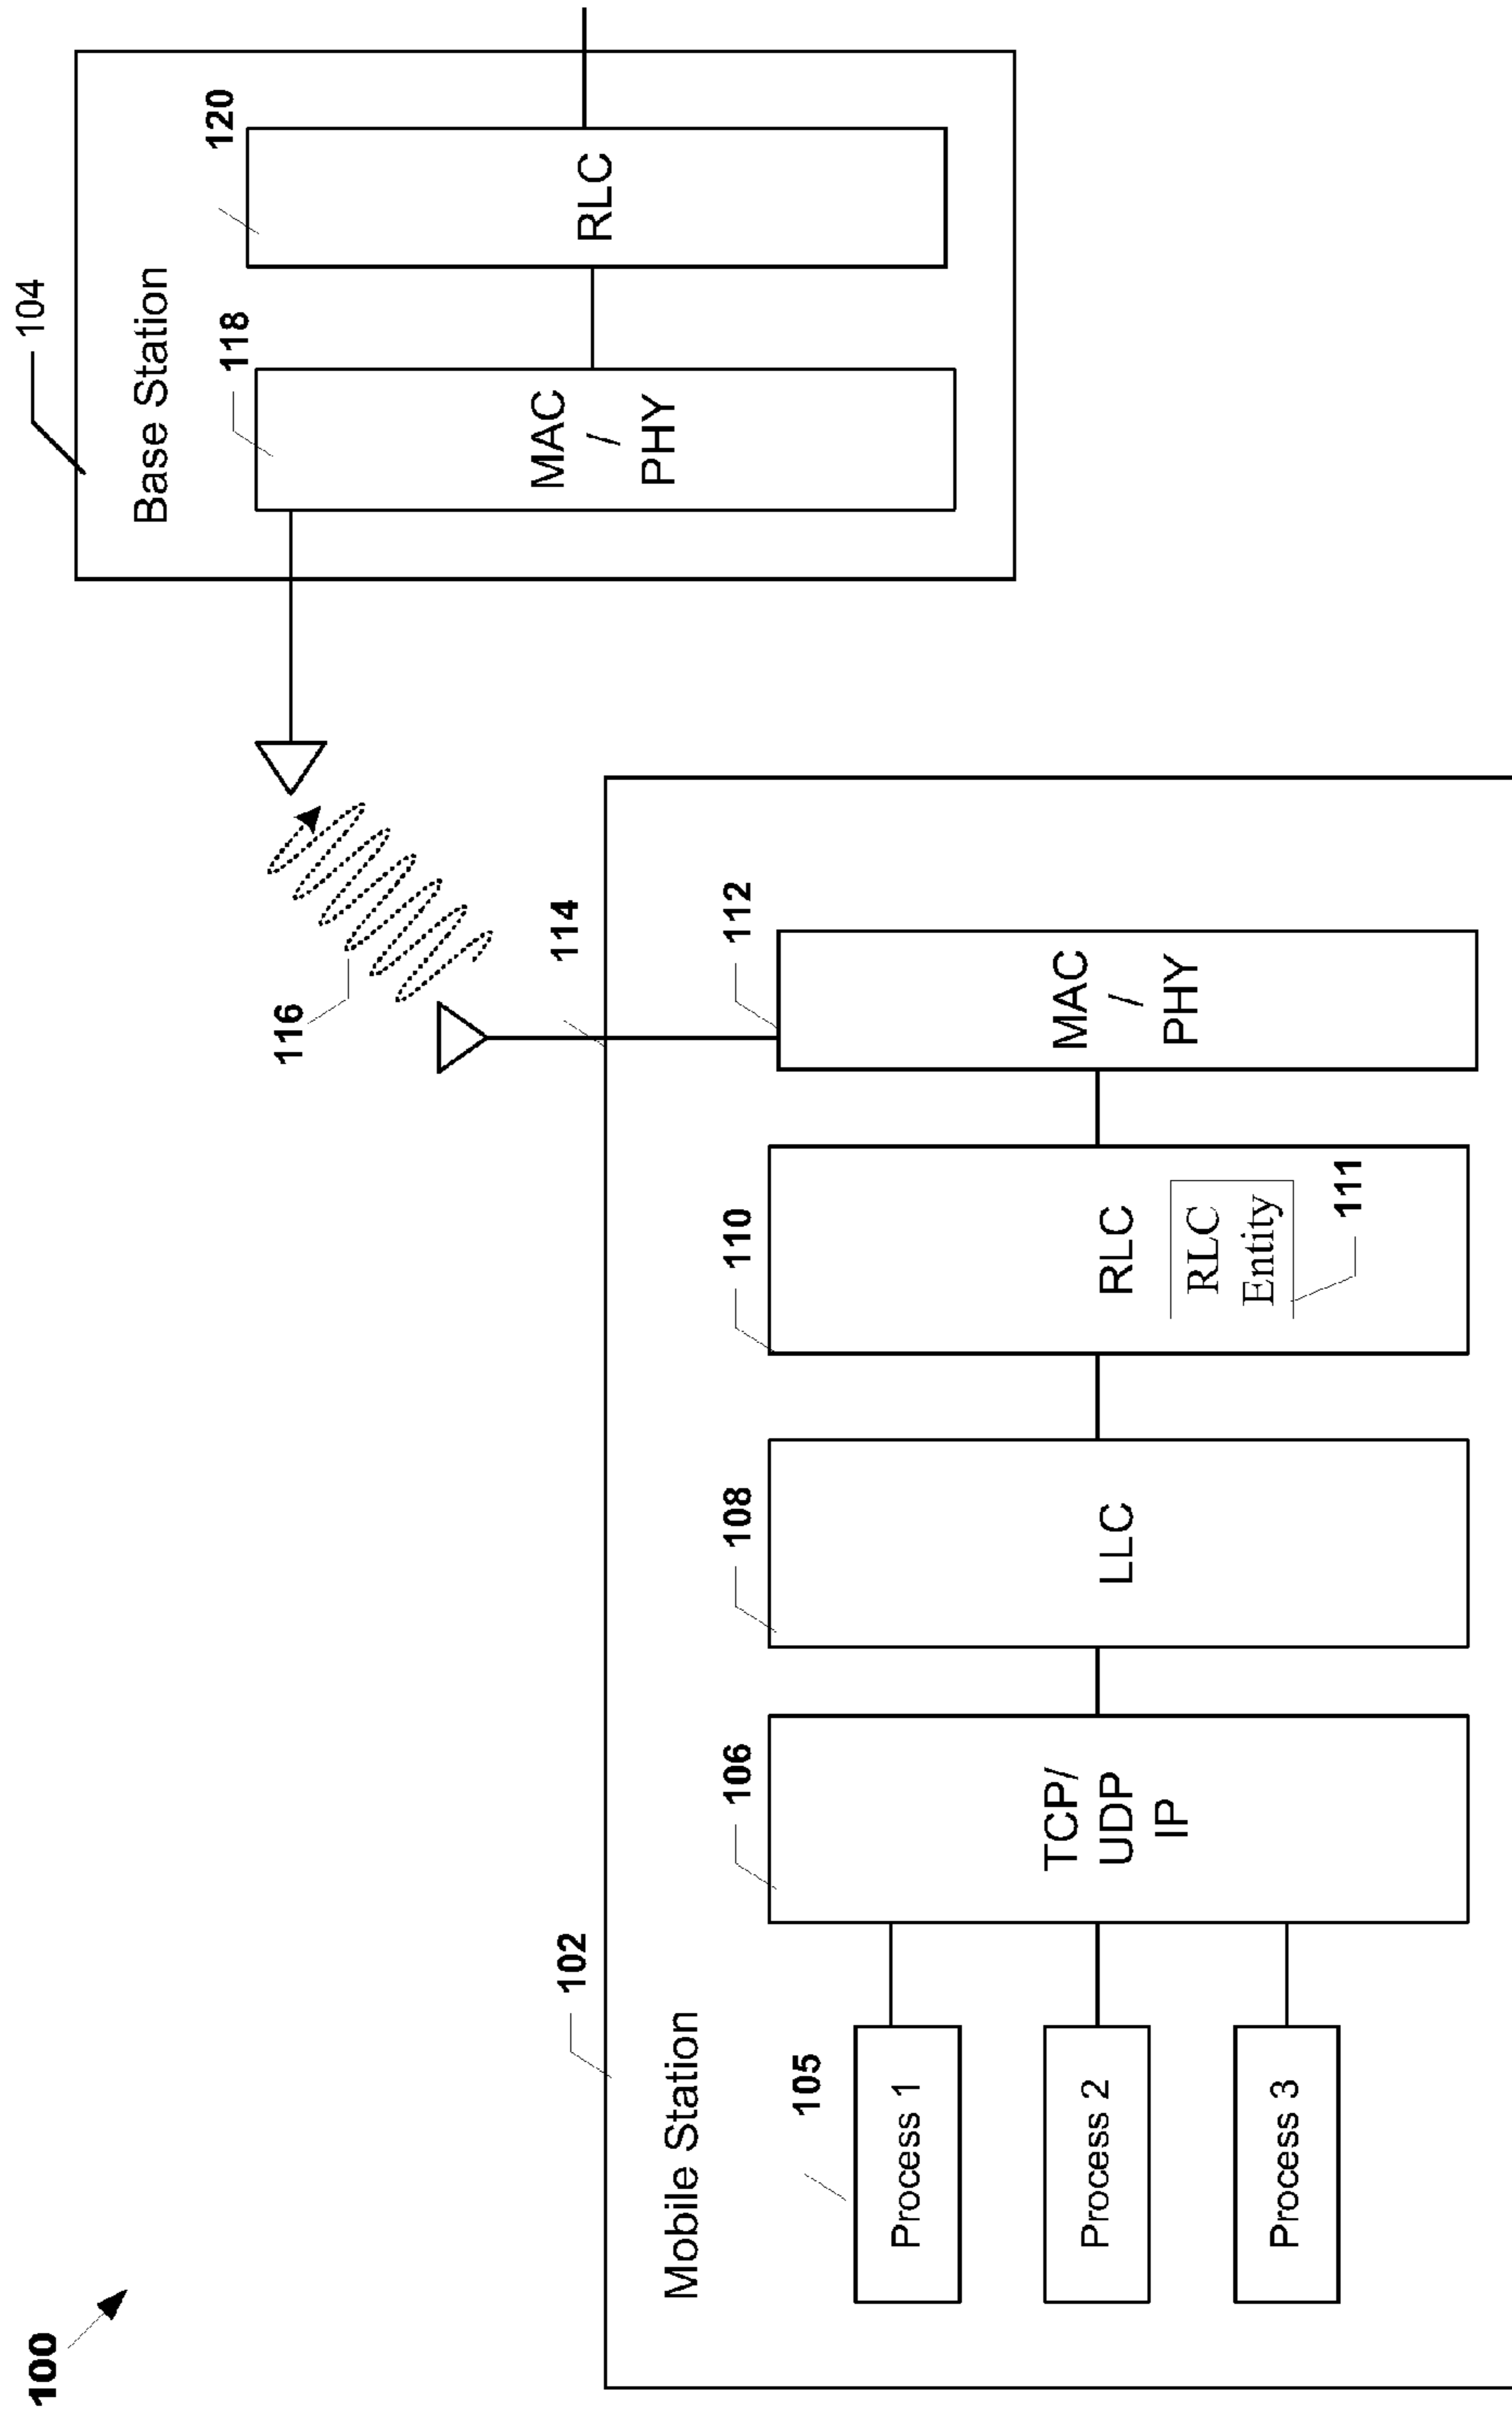 100
104
Base Station
118
120
MAC
/
PHY
RLC
116
114
102
Mobile Station
105
106
108
110
112
Process 1
Process 2
Process 3
TCP/
UDP
IP
LLC
RLC
RLC
Entity
111
MAC
/
PHY